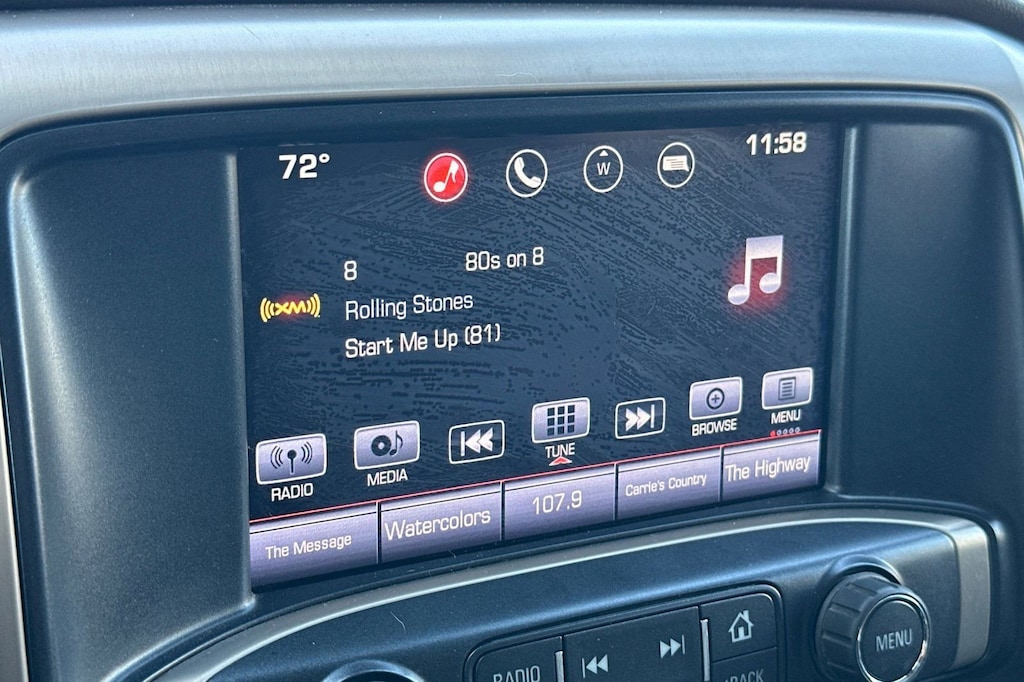 72° W 11:58
8 80s on 8
XM
Rolling Stones
Start Me Up (81)
RADIO MEDIA TUNE BROWSE MENU
The Message Watercolors 107.9 Carrie's Country The Highway
RADIO BACK MENU